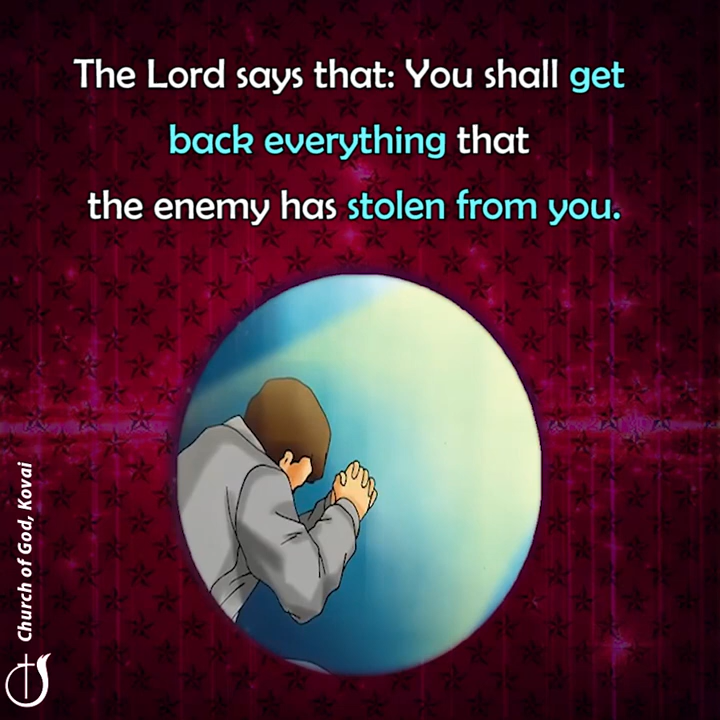 The Lord says that: You shall get
back everything that
the enemy has stolen from you.
Church of God, Kovai